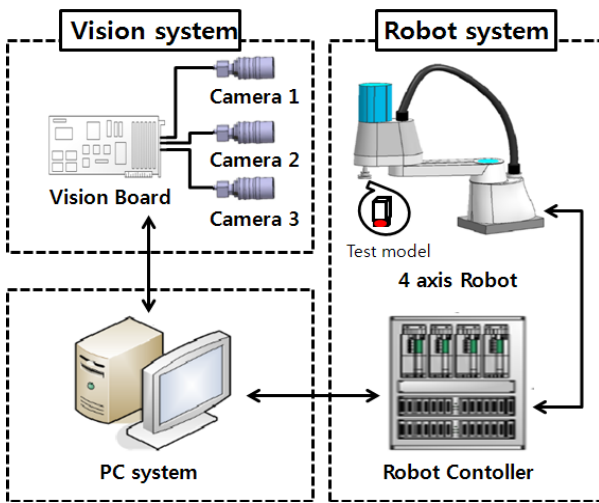 Vision system
Camera 1
Camera 2
Camera 3
Vision Board
PC system
Robot system
Test model
4 axis Robot
Robot Contoller